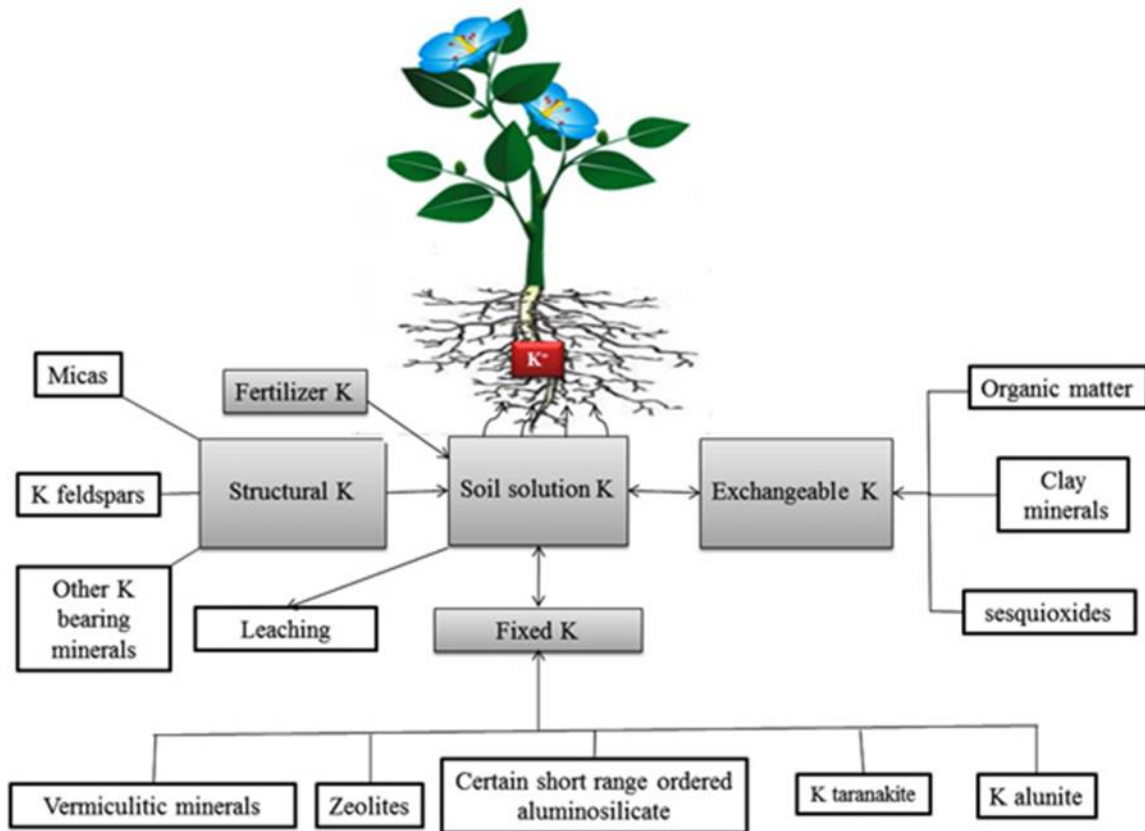 K+
Micas
Fertilizer K
Organic matter
K feldspars
Structural K
Soil solution K
Exchangeable K
Clay
minerals
Other K
bearing
minerals
Leaching
Fixed K
sesquioxides
Vermiculitic minerals
Zeolites
Certain short range ordered
aluminosilicate
K taranakite
K alunite